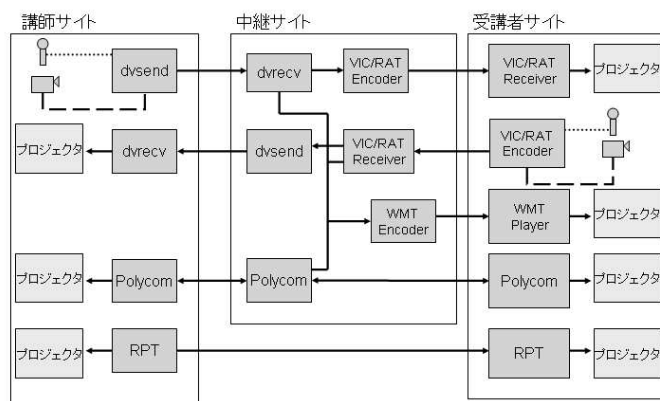 講師サイト
中継サイト
受講者サイト
dvsend
dvrecv
VIC/RAT
Encoder
VIC/RAT
Receiver
プロジェクタ
プロジェクタ
dvrecv
dvsend
VIC/RAT
Receiver
VIC/RAT
Encoder
WMT
Encoder
WMT
Player
プロジェクタ
プロジェクタ
Polycom
Polycom
Polycom
プロジェクタ
プロジェクタ
RPT
RPT
プロジェクタ